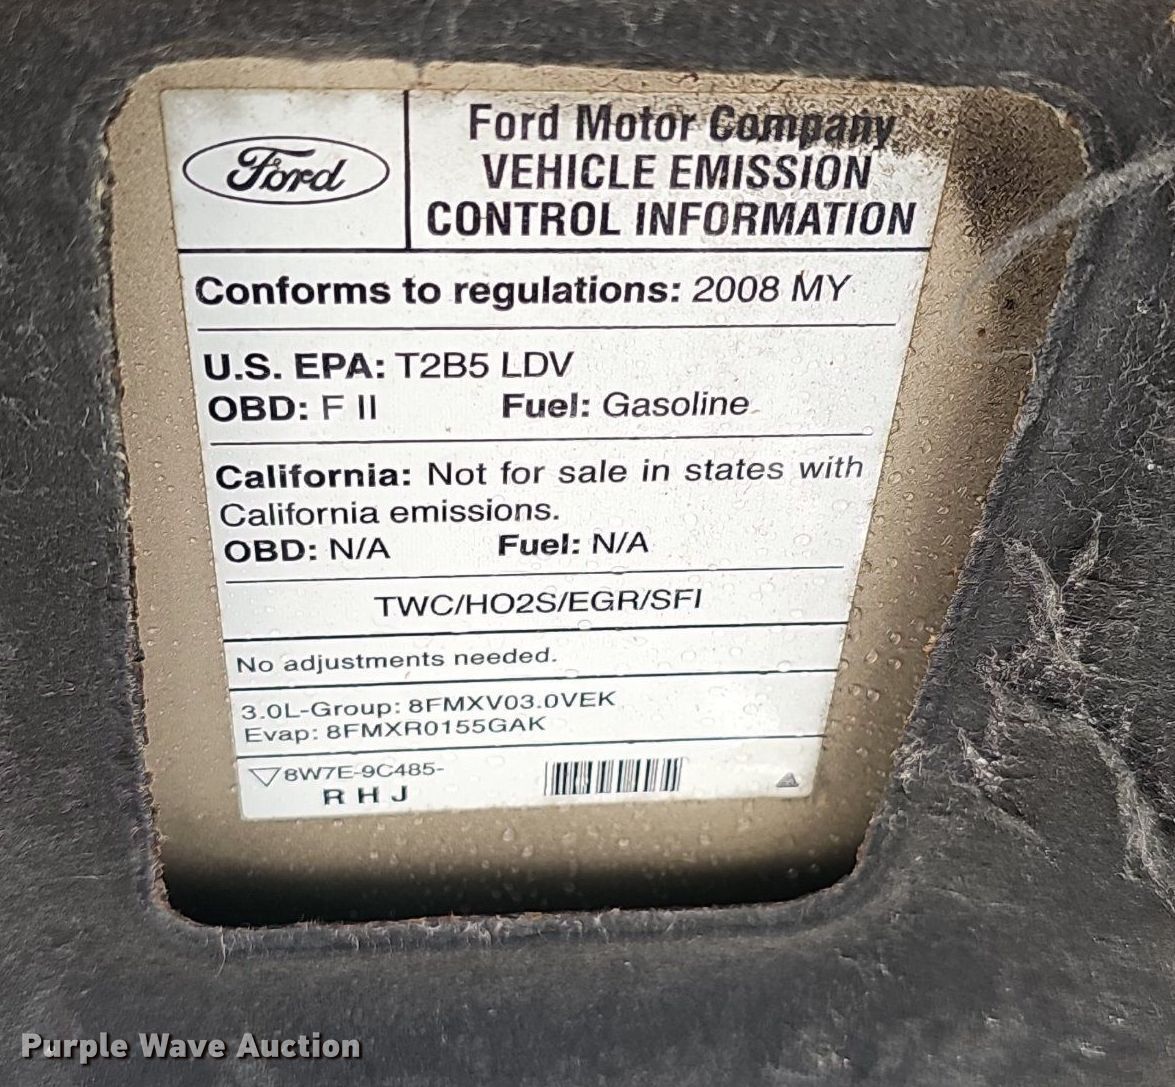 Ford
Ford Motor Company
VEHICLE EMISSION
CONTROL INFORMATION
Conforms to regulations: 2008 MY
U.S. EPA: T2B5 LDV
OBD: F II Fuel: Gasoline
California: Not for sale in states with
California emissions.
OBD: N/A Fuel: N/A
TWC/HO2S/EGR/SFI
No adjustments needed.
3.0L-Group: 8FMXV03.0VEK
Evap: 8FMXR0155GAK
8W7E-9C485-
R H J
Purple Wave Auction